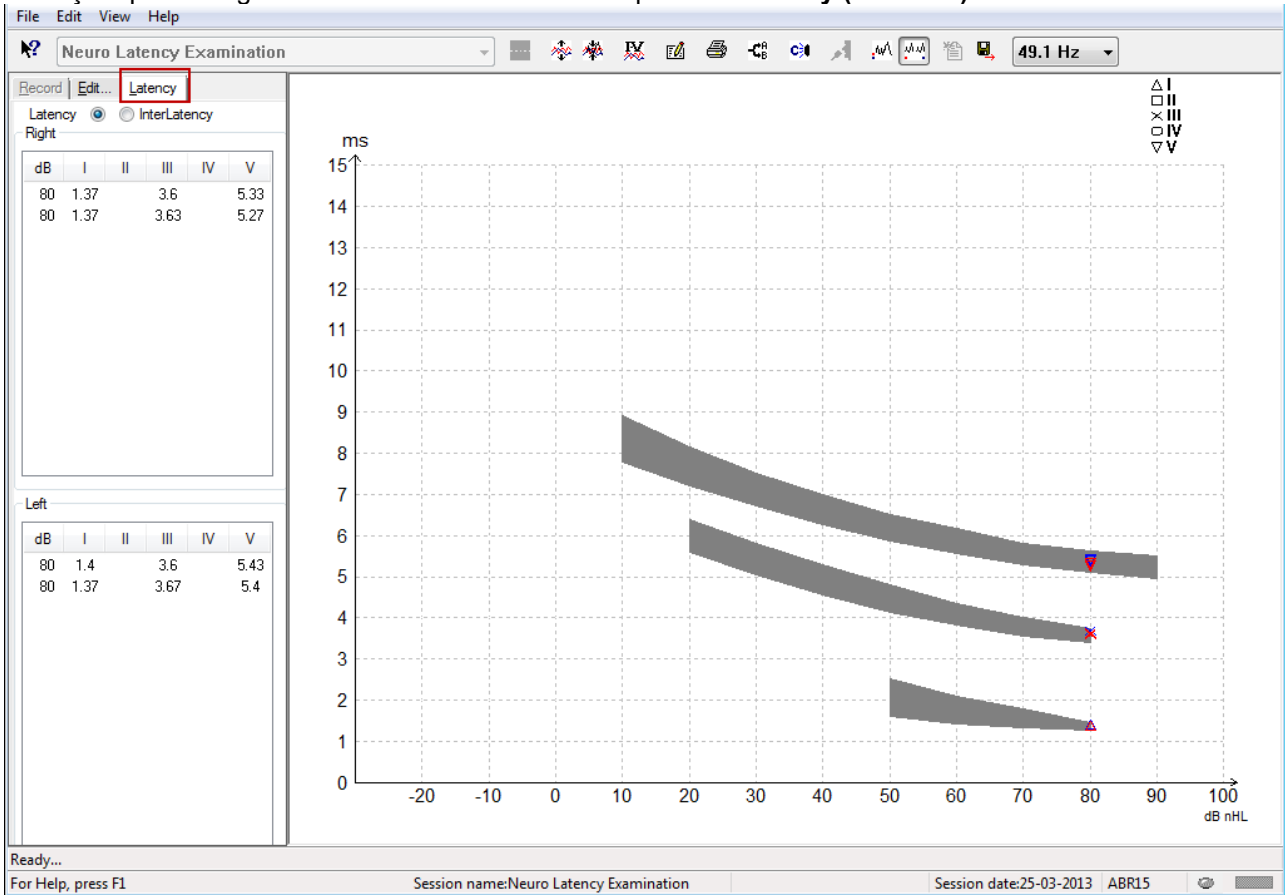 File Edit View Help
Neuro Latency Examination
49.1 Hz
Record Edit... Latency
Latency InterLatency
Right
dB I II III IV V
80 1.37 3.6 5.33
80 1.37 3.63 5.27
Left
dB I II III IV V
80 1.4 3.6 5.43
80 1.37 3.67 5.4
I
II
III
IV
V
ms
15
14
13
12
11
10
9
8
7
6
5
4
3
2
1
0
-20 -10 0 10 20 30 40 50 60 70 80 90 100
dB nHL
Ready...
For Help, press F1 Session name:Neuro Latency Examination Session date:25-03-2013 ABR15